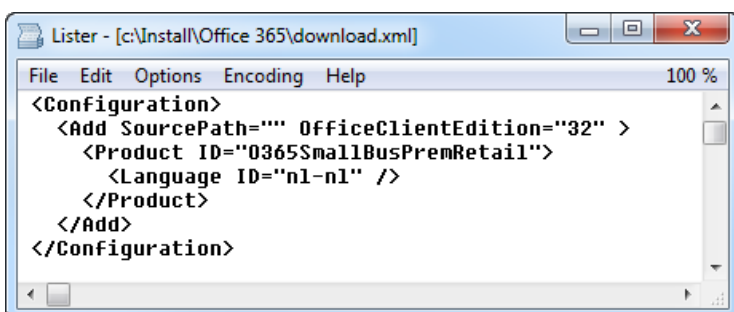 Lister - [c:\Install\Office 365\download.xml]
File Edit Options Encoding Help 100 %
<Configuration>
  <Add SourcePath="" OfficeClientEdition="32" >
    <Product ID="O365SmallBusPremRetail">
      <Language ID="nl-nl" />
    </Product>
  </Add>
</Configuration>